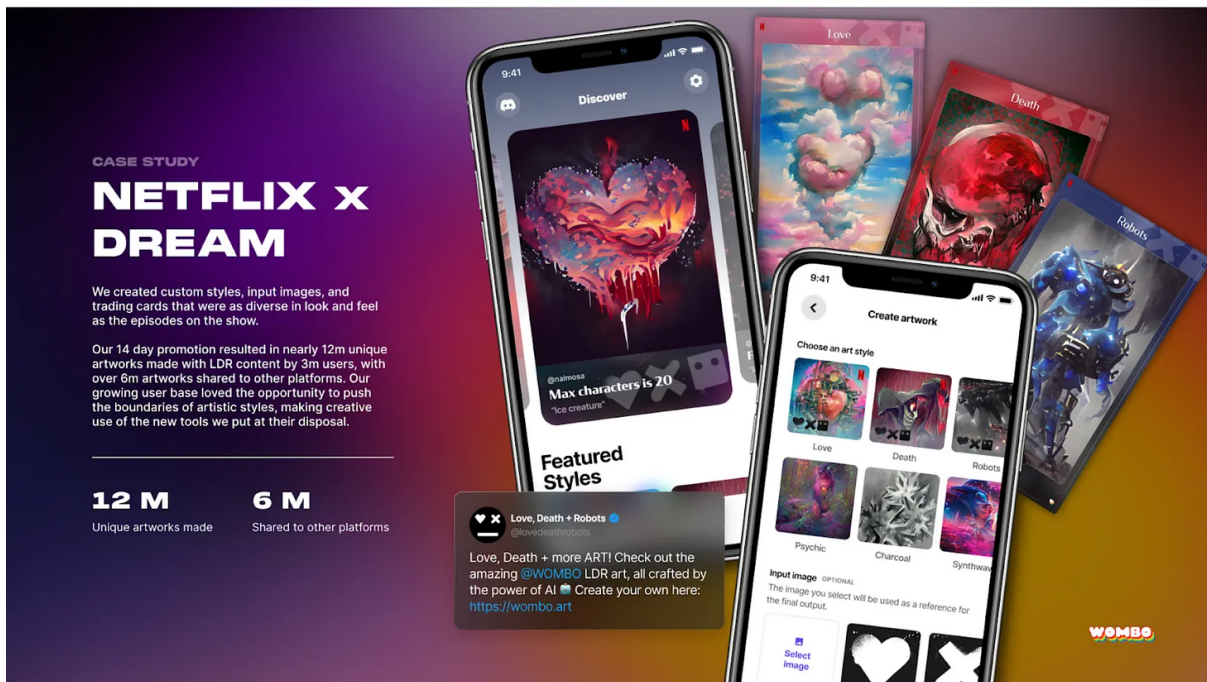 CASE STUDY
NETFLIX x
DREAM
We created custom styles, input images, and
trading cards that were as diverse in look and feel
as the episodes on the show.
Our 14 day promotion resulted in nearly 12m unique
artworks made with LDR content by 3m users, with
over 6m artworks shared to other platforms. Our
growing user base loved the opportunity to push
the boundaries of artistic styles, making creative
use of the new tools we put at their disposal.
12 M
Unique artworks made
6 M
Shared to other platforms
9:41
Discover
N
@nalmosa
Max characters is 20
"Ice creature"
Featured
Styles
Love, Death + Robots
@lovedeathrobots
Love, Death + more ART! Check out the
amazing @WOMBO LDR art, all crafted by
the power of AI 🤖 Create your own here:
https://wombo.art
Love
Death
Robots
9:41
Create artwork
Choose an art style
N
Love
Death
Robots
Psychic
Charcoal
Synthwav
Input image OPTIONAL
The image you select will be used as a reference for
the final output.
Select
image
WOMBO